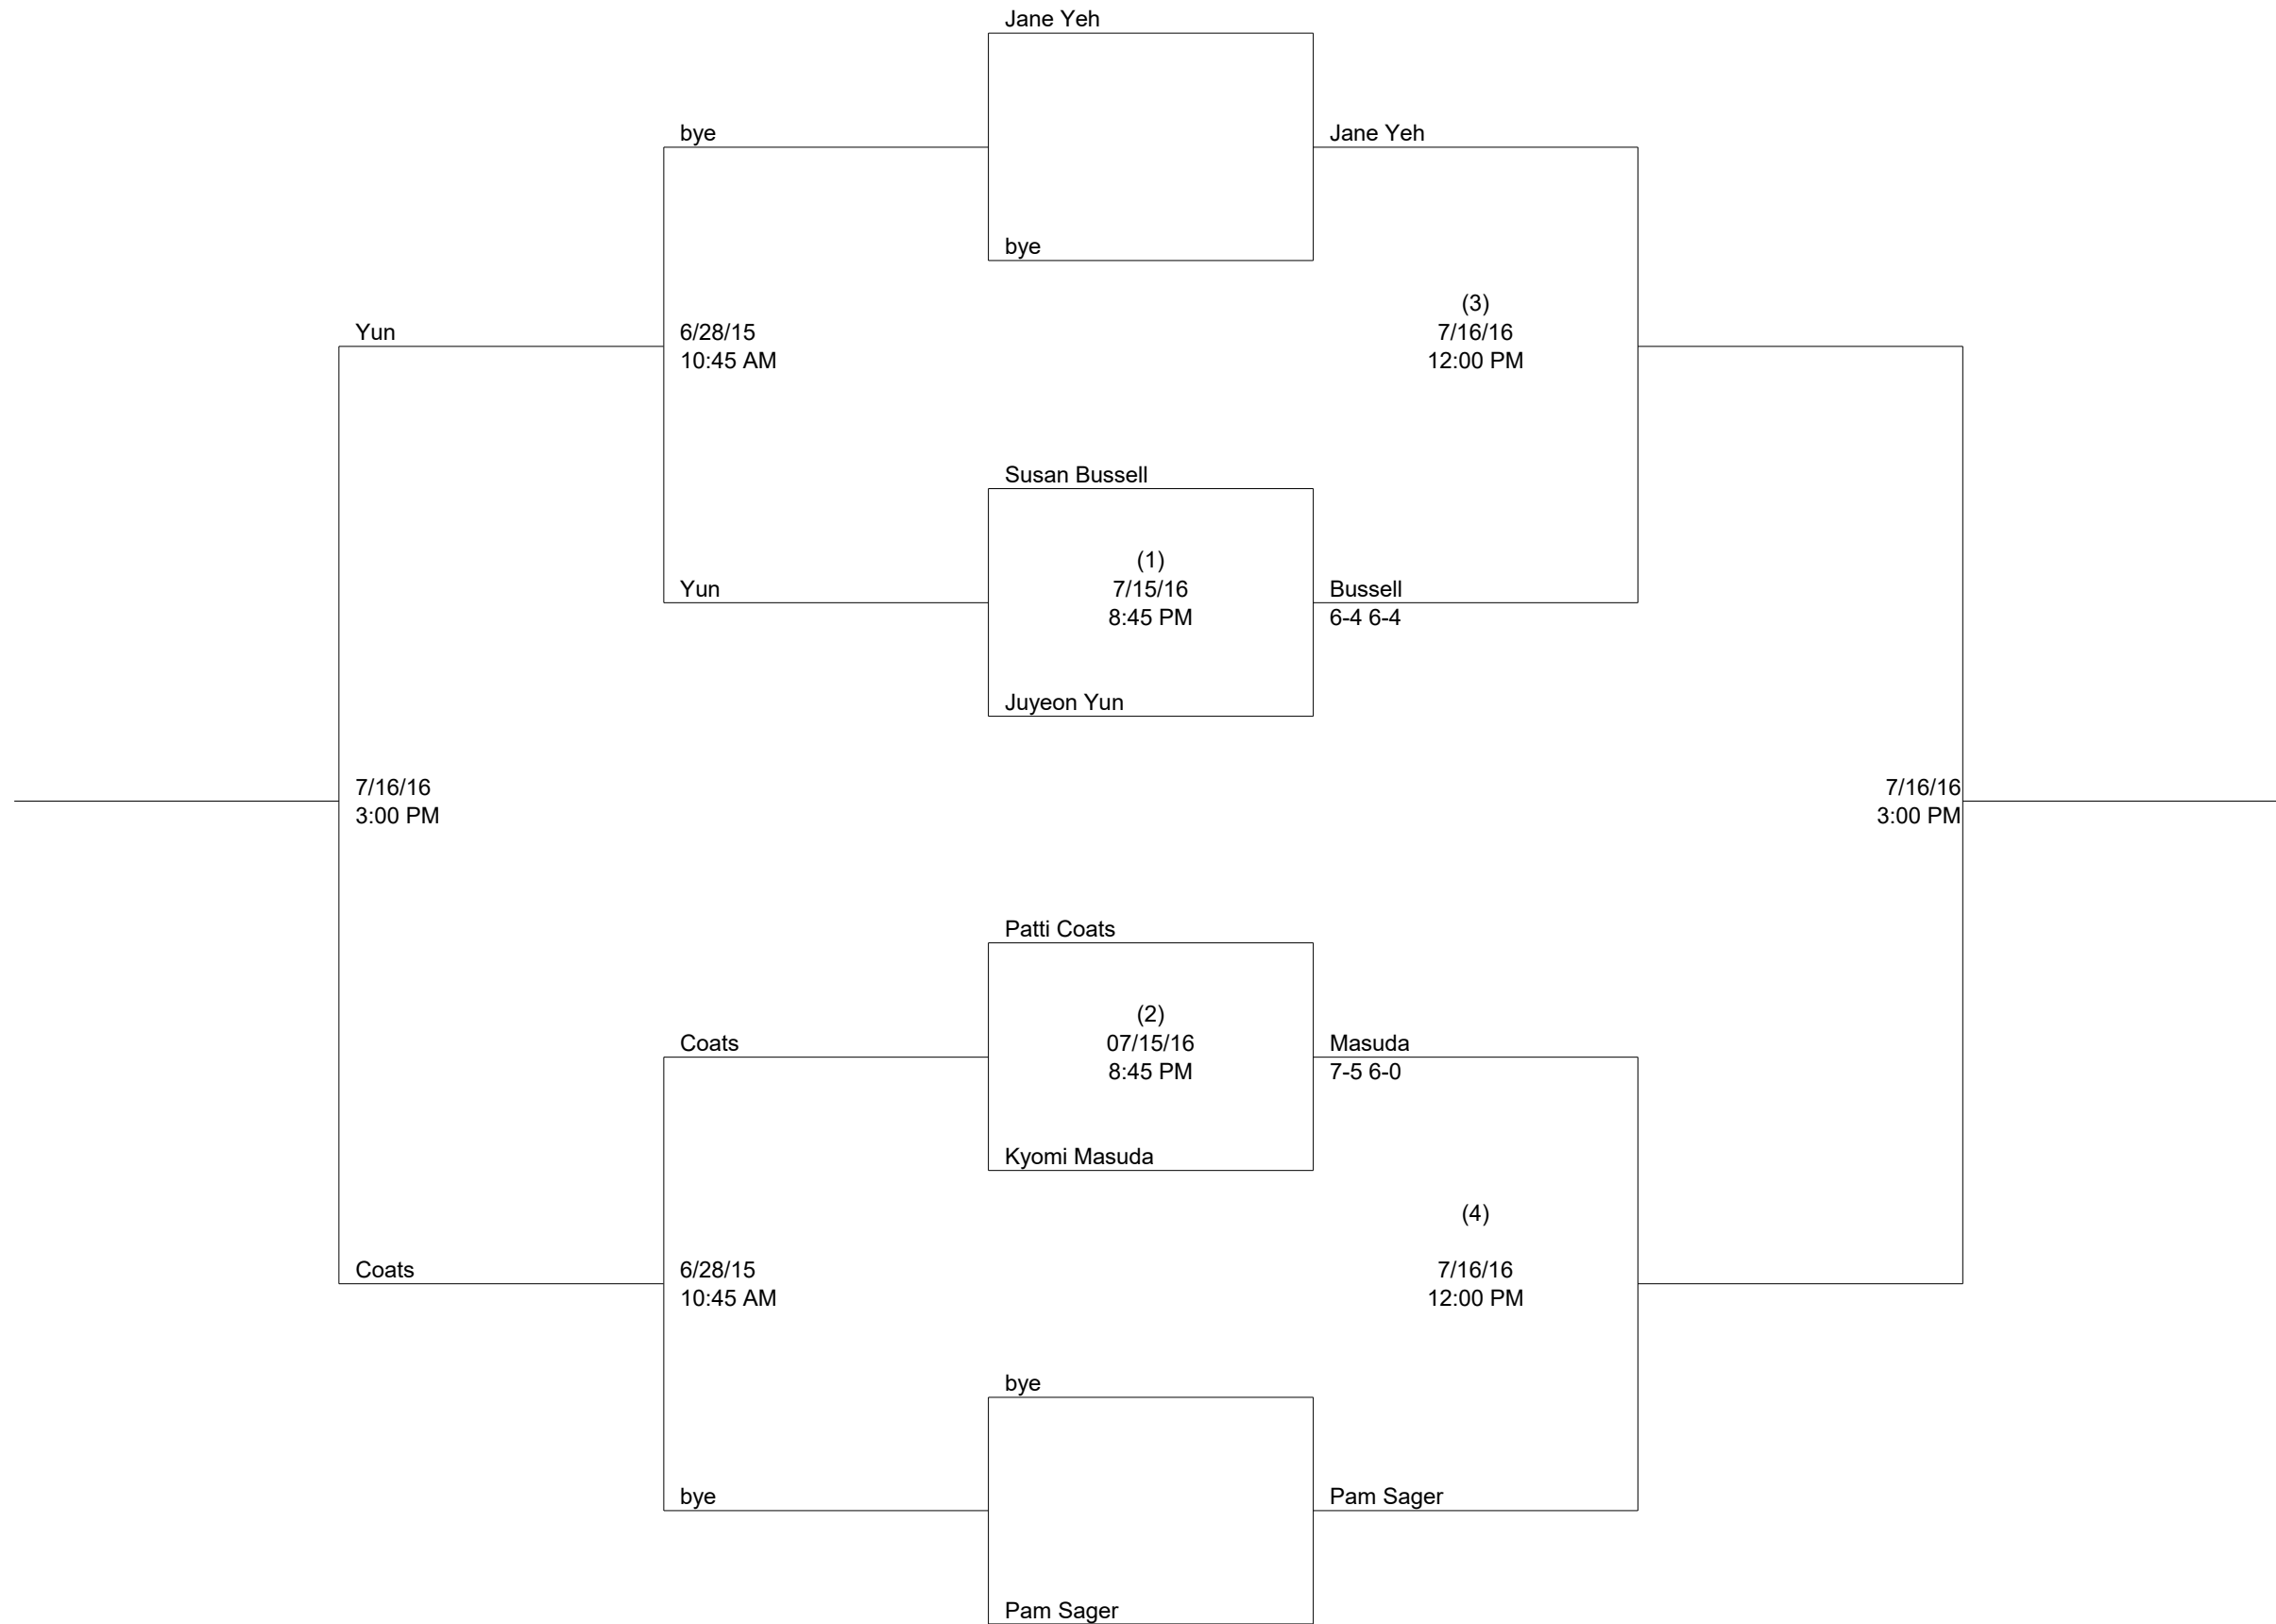 Jane Yeh
bye
Jane Yeh
bye
(3)
Yun
6/28/15
7/16/16
10:45 AM
12:00 PM
Susan Bussell
(1)
Yun
7/15/16
Bussell
8:45 PM
6-4 6-4
Juyeon Yun
7/16/16
7/16/16
3:00 PM
3:00 PM
Patti Coats
(2)
Coats
07/15/16
Masuda
8:45 PM
7-5 6-0
Kyomi Masuda
(4)
Coats
6/28/15
7/16/16
10:45 AM
12:00 PM
bye
bye
Pam Sager
Pam Sager